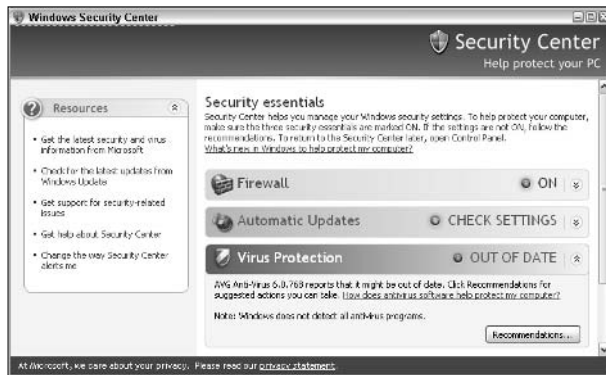 Windows Security Center
Security Center
Help protect your PC
Resources
• Get the latest security and virus
information from Microsoft
• Check for the latest updates from
Windows Update
• Get support for security-related
issues
• Get help about Security Center
• Change the way Security Center
alerts me
Security essentials
Security Center helps you manage your Windows security settings. To help protect your computer,
make sure the three security essentials are marked ON. If the settings are not ON, follow the
recommendations. To return to the Security Center later, open Control Panel.
What's new in Windows to help protect my computer?
Firewall ON
Automatic Updates CHECK SETTINGS
Virus Protection OUT OF DATE
AVG Anti-Virus 6.0.768 reports that it might be out of date. Click Recommendations for
suggested actions you can take. How does antivirus software help protect my computer?
Note: Windows does not detect all antivirus programs.
Recommendations...
At Microsoft, we care about your privacy. Please read our privacy statement.